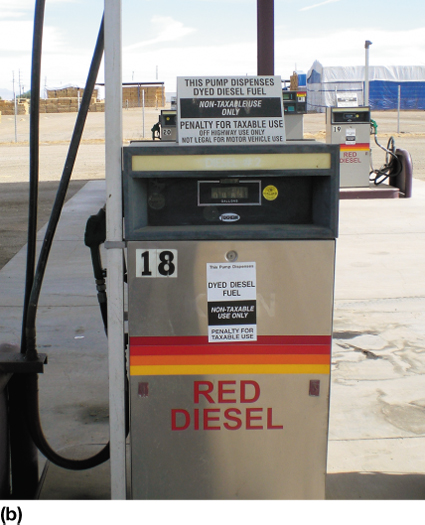 THIS PUMP DISPENSES
DYED DIESEL FUEL
NON-TAXABLE USE
ONLY
PENALTY FOR TAXABLE USE
OFF HIGHWAY USE ONLY
NOT LEGAL FOR MOTOR VEHICLE USE
GALLONS
18
This Pump Dispenses
DYED DIESEL
FUEL
NON-TAXABLE
USE ONLY
PENALTY FOR
TAXABLE USE
RED
DIESEL
19
RED
DIESEL
(b)